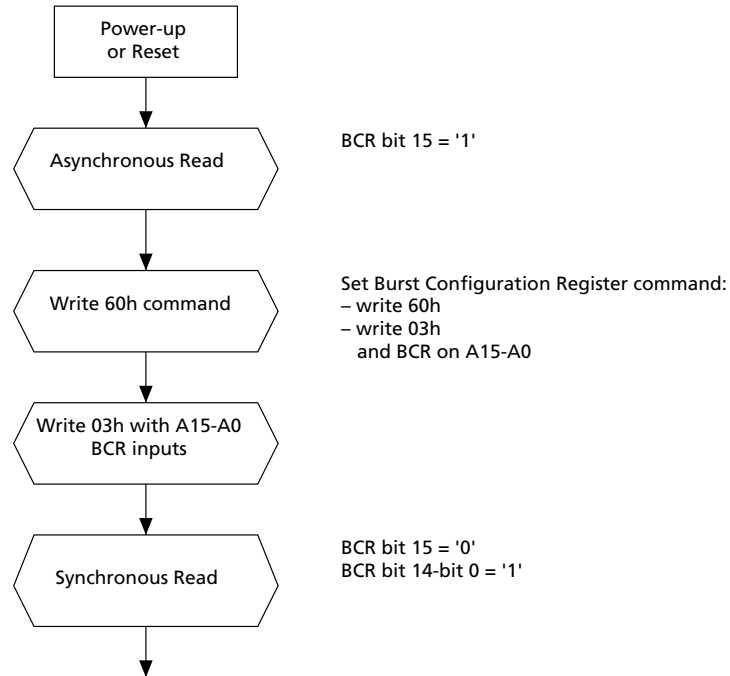 Power-up
or Reset
Asynchronous Read
BCR bit 15 = '1'
Write 60h command
Set Burst Configuration Register command:
– write 60h
– write 03h
and BCR on A15-A0
Write 03h with A15-A0
BCR inputs
Synchronous Read
BCR bit 15 = '0'
BCR bit 14-bit 0 = '1'